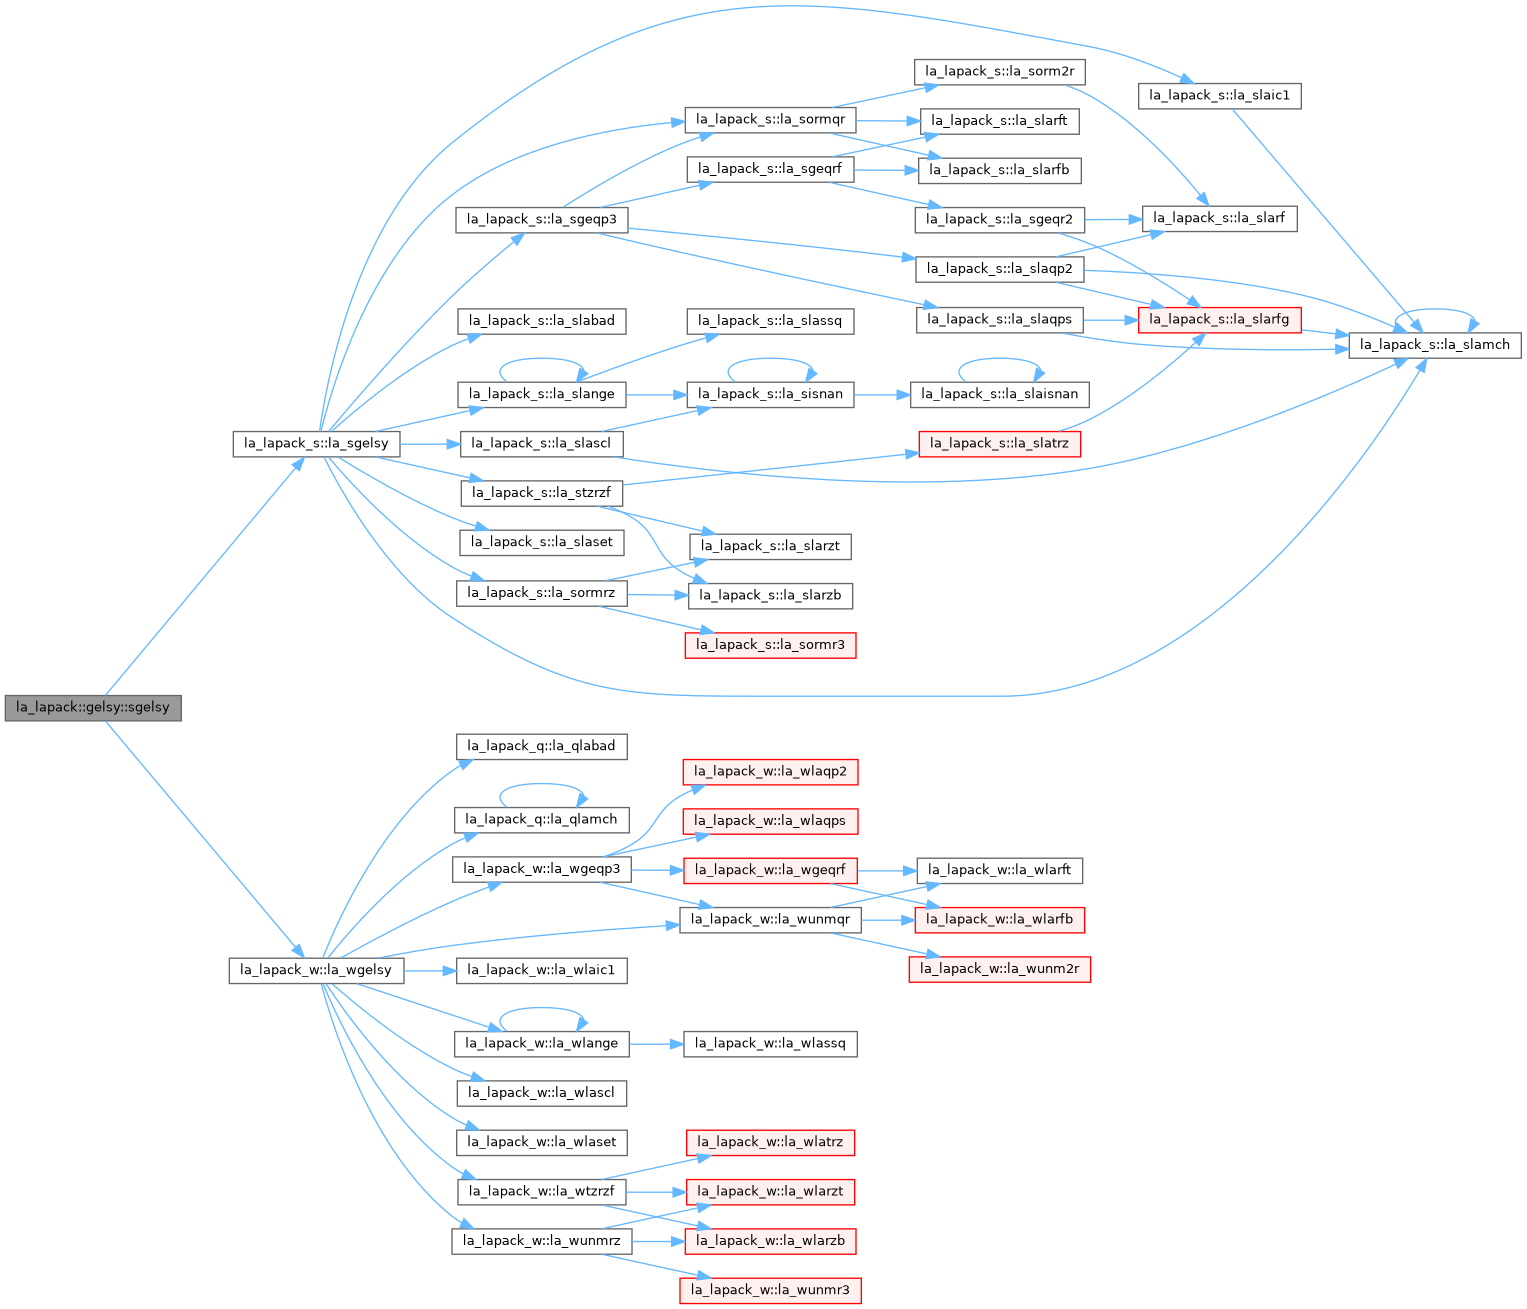 la_lapack_s::la_sorm2r
la_lapack_s::la_slaic1
la_lapack_s::la_sormqr
la_lapack_s::la_slarft
la_lapack_s::la_sgeqrf
la_lapack_s::la_slarfb
la_lapack_s::la_sgeqp3
la_lapack_s::la_sgeqr2
la_lapack_s::la_slarf
la_lapack_s::la_slaqp2
la_lapack_s::la_slabad
la_lapack_s::la_slassq
la_lapack_s::la_slaqps
la_lapack_s::la_slarfg
la_lapack_s::la_slamch
la_lapack_s::la_slange
la_lapack_s::la_sisnan
la_lapack_s::la_slaisnan
la_lapack_s::la_sgelsy
la_lapack_s::la_slascl
la_lapack_s::la_slatrz
la_lapack_s::la_stzrzf
la_lapack_s::la_slaset
la_lapack_s::la_slarzt
la_lapack_s::la_sormrz
la_lapack_s::la_slarzb
la_lapack_s::la_sormr3
la_lapack::gelsy::sgelsy
la_lapack_q::la_qlabad
la_lapack_w::la_wlaqp2
la_lapack_q::la_qlamch
la_lapack_w::la_wlaqps
la_lapack_w::la_wgeqp3
la_lapack_w::la_wgeqrf
la_lapack_w::la_wlarft
la_lapack_w::la_wunmqr
la_lapack_w::la_wlarfb
la_lapack_w::la_wgelsy
la_lapack_w::la_wlaic1
la_lapack_w::la_wunm2r
la_lapack_w::la_wlange
la_lapack_w::la_wlassq
la_lapack_w::la_wlascl
la_lapack_w::la_wlaset
la_lapack_w::la_wlatrz
la_lapack_w::la_wtzrzf
la_lapack_w::la_wlarzt
la_lapack_w::la_wunmrz
la_lapack_w::la_wlarzb
la_lapack_w::la_wunmr3